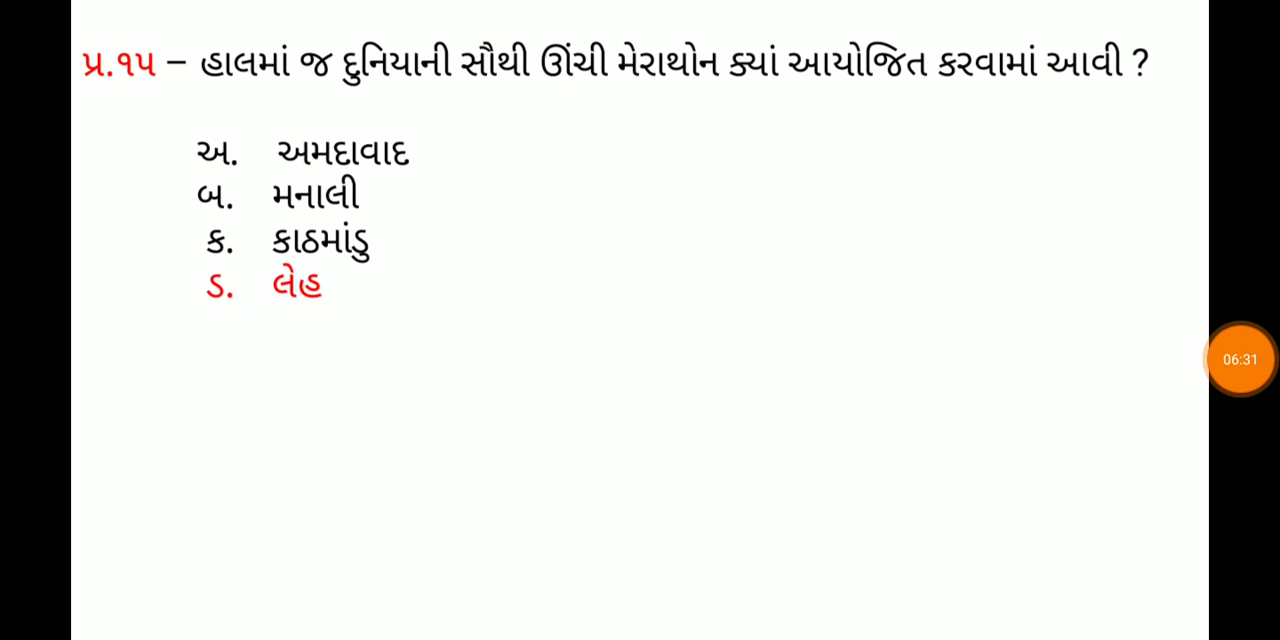 પ્ર.૧૫ – હાલમાં જ દુનિયાની સૌથી ઊંચી મેરાથોન ક્યાં આયોજિત કરવામાં આવી ?
અ. અમદાવાદ
બ. મનાલી
ક. કાઠમાંડુ
ડ. લેહ
06:31